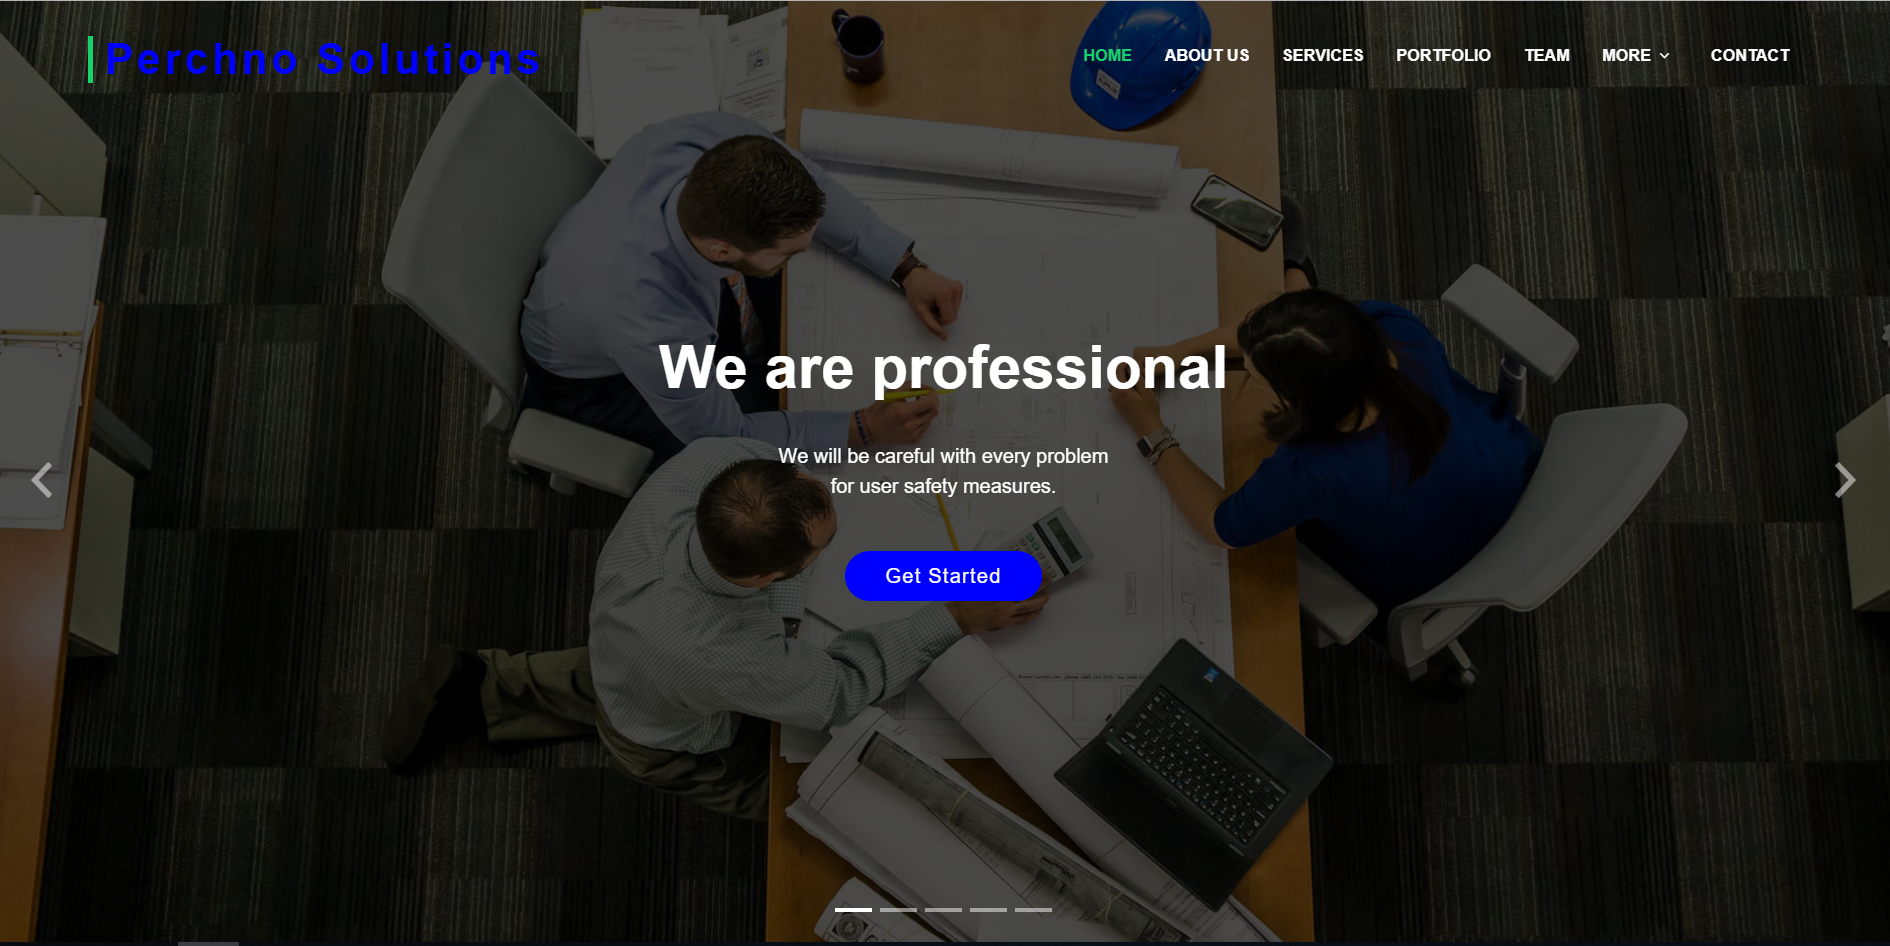 Perchno Solutions
HOME ABOUT US SERVICES PORTFOLIO TEAM MORE CONTACT
We are professional
We will be careful with every problem
for user safety measures.
Get Started